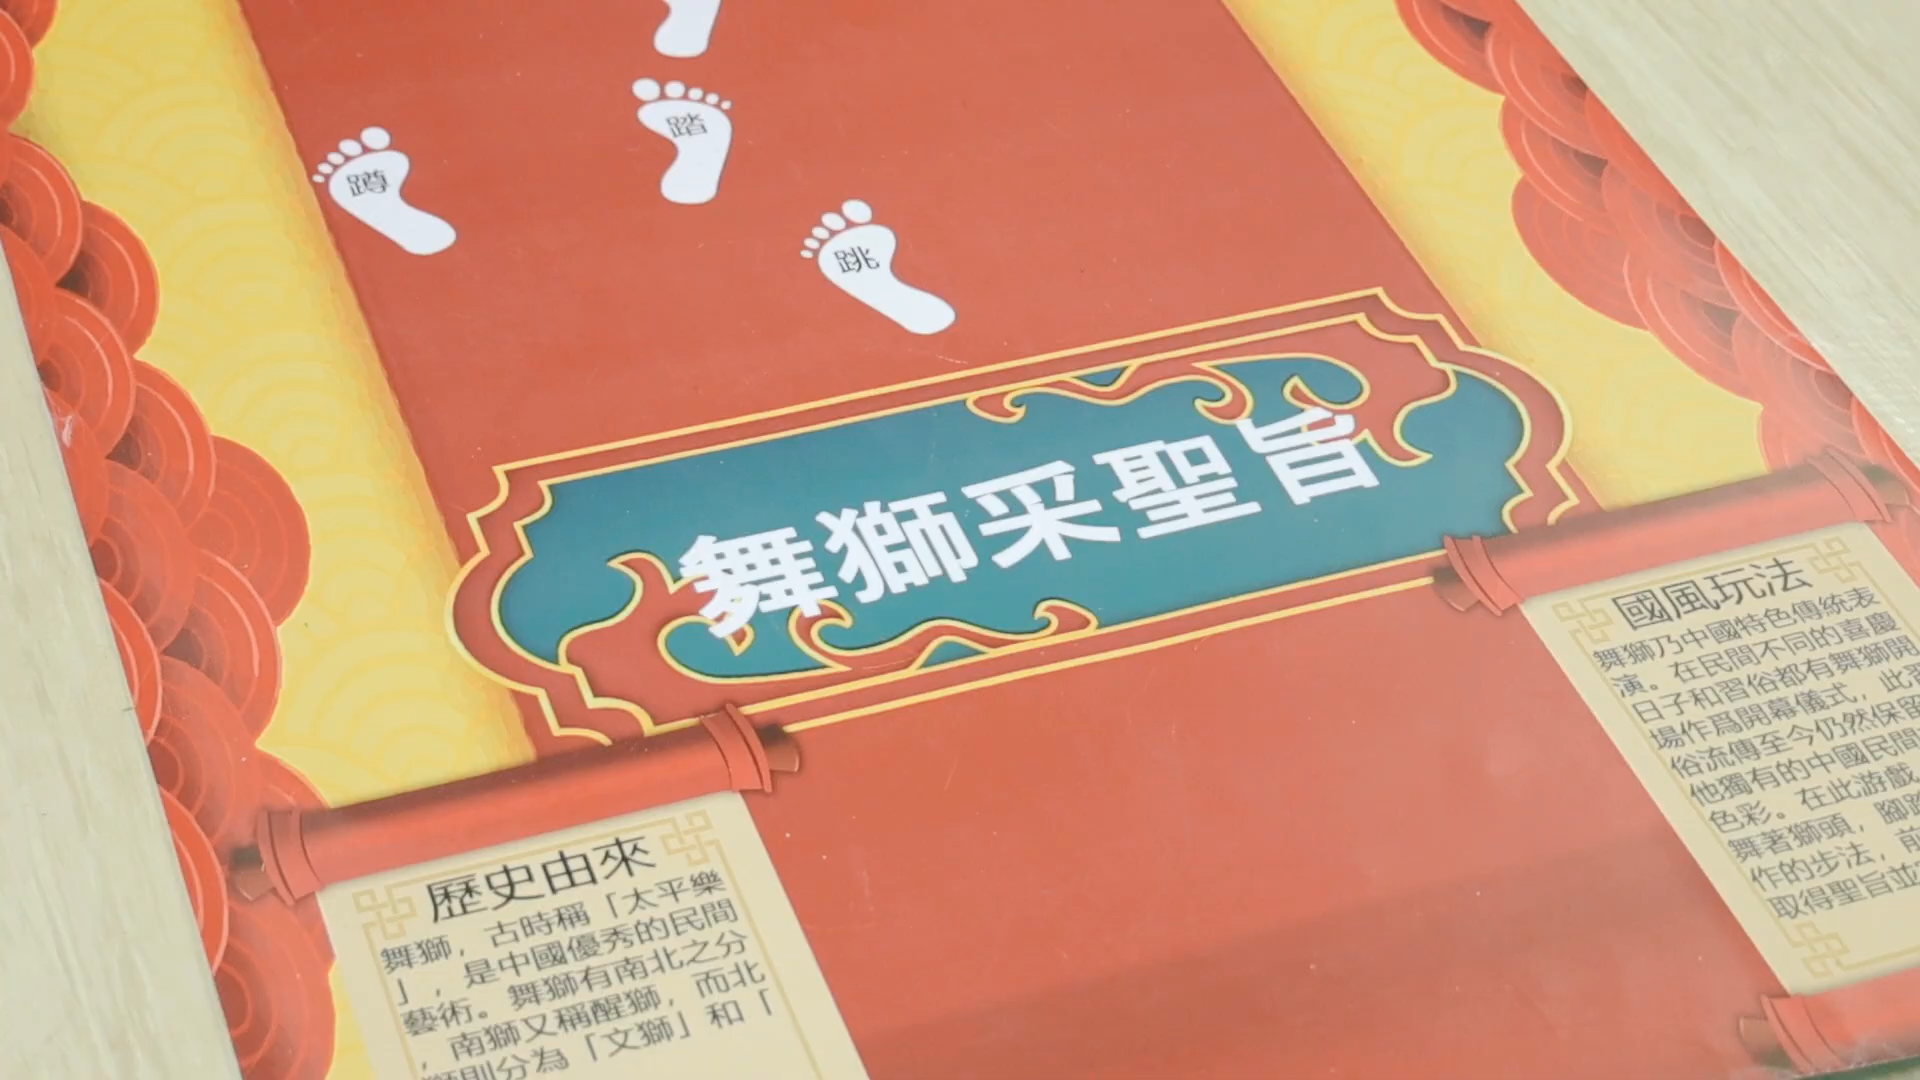 踏
蹲
跳
舞獅采聖旨
國風玩法
舞獅乃中國特色傳統表
演。在民間不同的喜慶
日子和習俗都有舞獅開
場作爲開幕儀式，此習
俗流傳至今仍然保留
他獨有的中國民間
色彩。在此游戲，
舞著獅頭，腳踏
作的步法，前
取得聖旨並
歷史由來
舞獅，古時稱「太平樂
」，是中國優秀的民間
藝術。舞獅有南北之分
，南獅又稱醒獅，而北
獅則分為「文獅」和「